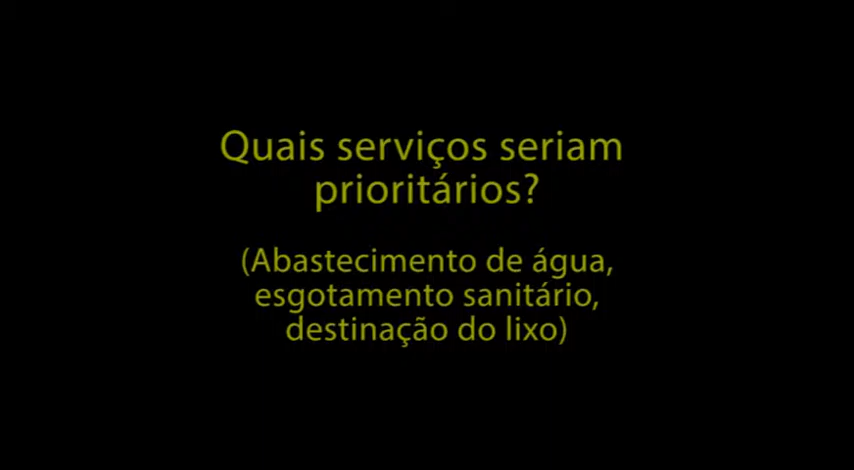 Quais serviços seriam
prioritários?
(Abastecimento de água,
esgotamento sanitário,
destinação do lixo)